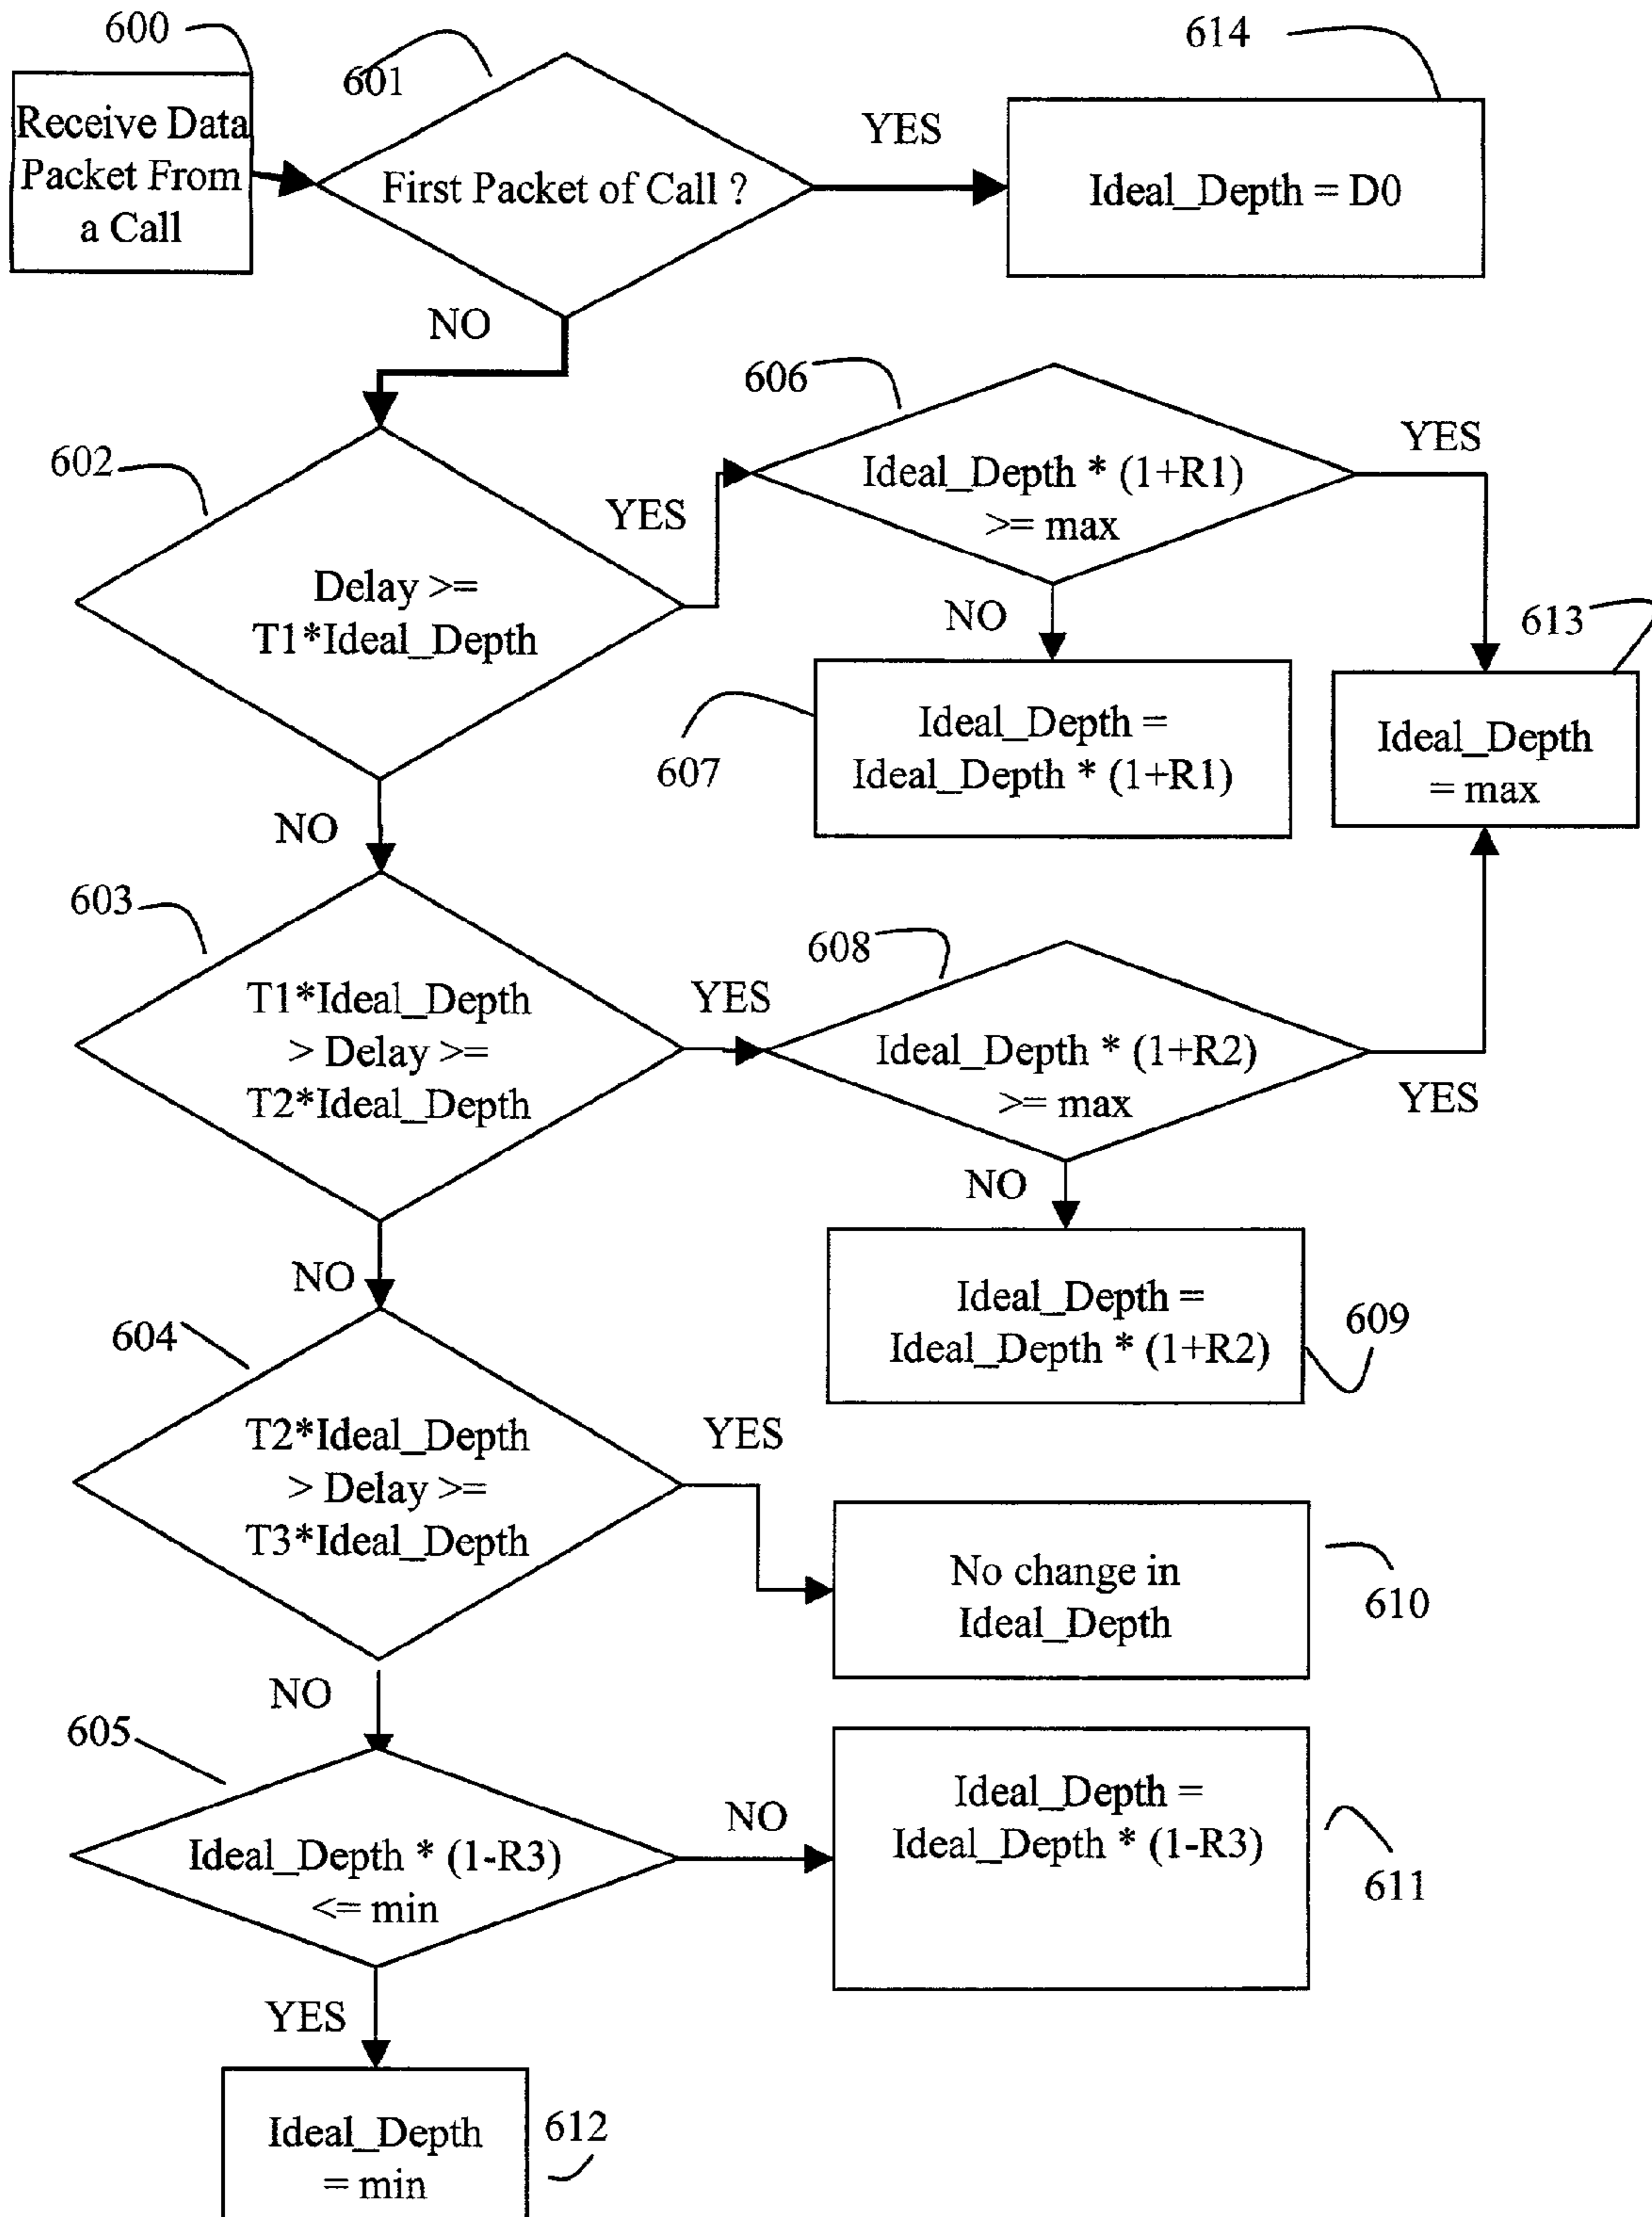 600
Receive Data
Packet From
a Call
601
First Packet of Call ?
YES
614
Ideal_Depth = D0
NO
602
Delay >=
T1*Ideal_Depth
YES
606
Ideal_Depth * (1+R1)
>= max
YES
NO
607
Ideal_Depth =
Ideal_Depth * (1+R1)
613
Ideal_Depth
= max
NO
603
T1*Ideal_Depth
> Delay >=
T2*Ideal_Depth
YES
608
Ideal_Depth * (1+R2)
>= max
YES
NO
Ideal_Depth =
Ideal_Depth * (1+R2)
609
NO
604
T2*Ideal_Depth
> Delay >=
T3*Ideal_Depth
YES
No change in
Ideal_Depth
610
NO
605
Ideal_Depth * (1-R3)
<= min
NO
Ideal_Depth =
Ideal_Depth * (1-R3)
611
YES
Ideal_Depth
= min
612